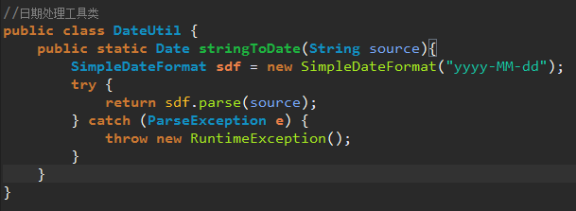 //日期处理工具类
public class DateUtil {
    public static Date stringToDate(String source){
        SimpleDateFormat sdf = new SimpleDateFormat("yyyy-MM-dd");
        try {
            return sdf.parse(source);
        } catch (ParseException e) {
            throw new RuntimeException();
        }
    }
}